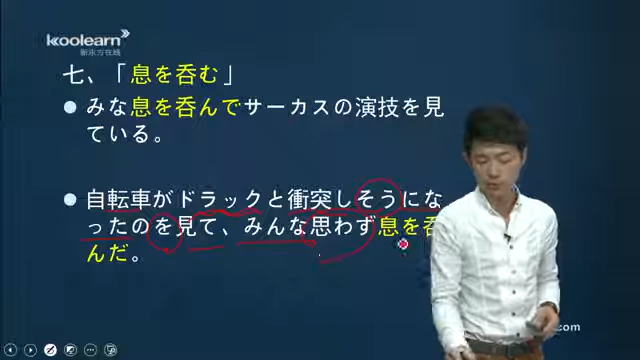 koolearn
新东方在线
七、「息を呑む」
● みな息を呑んでサーカスの演技を見
ている。
● 自転車がドラックと衝突しそうにな
ったのを見て、みんな思わず息を呑
んだ。
.com